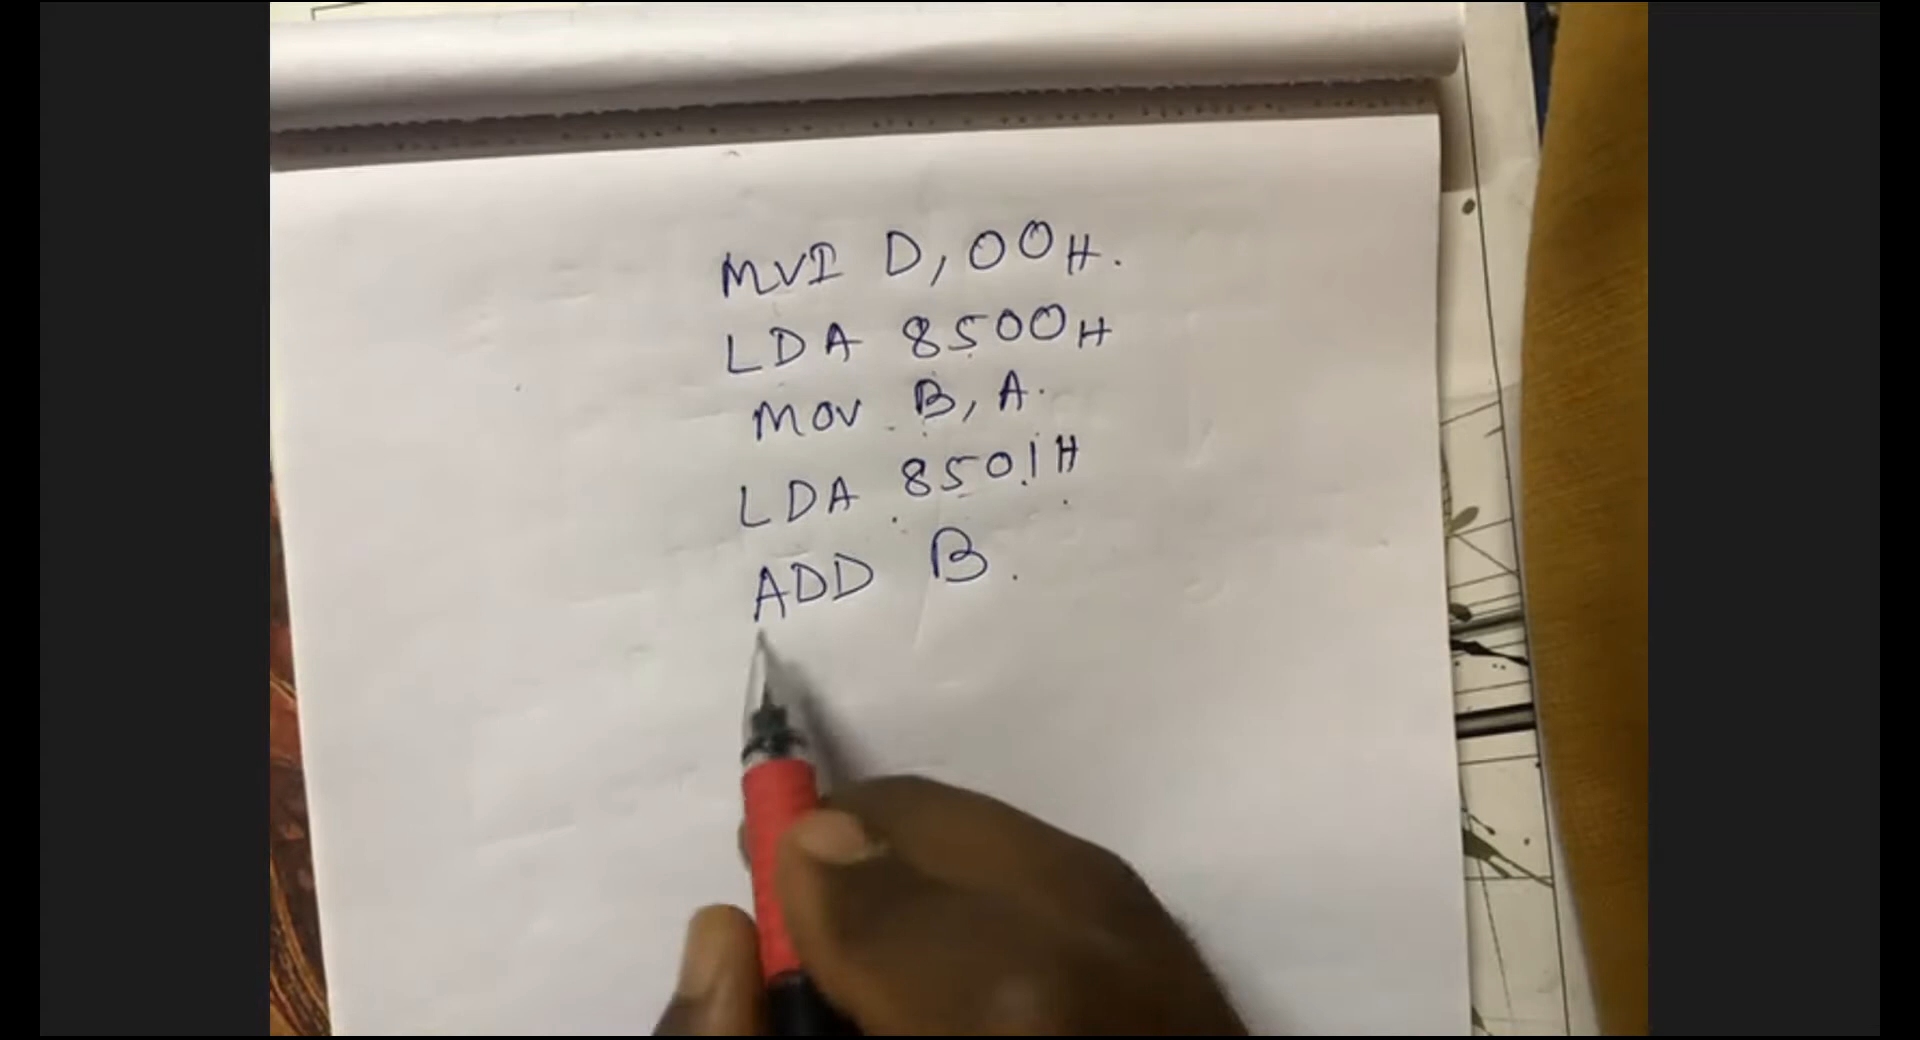 MVI D, 00H.
LDA 8500H
MOV B, A.
LDA 8501H
ADD B.